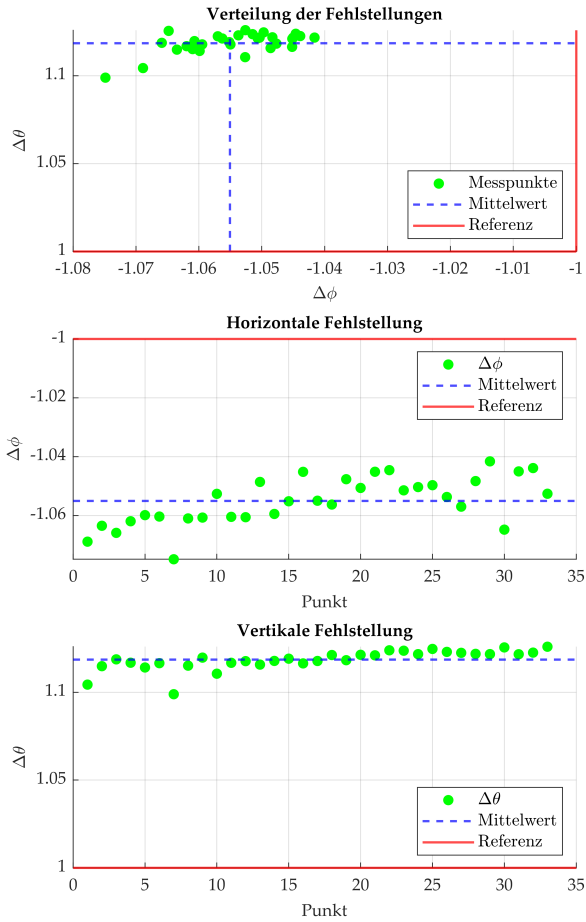 Verteilung der Fehlstellungen
1.11
1.05
1
Δθ
Messpunkte
Mittelwert
Referenz
-1.08 -1.07 -1.06 -1.05 -1.04 -1.03 -1.02 -1.01 -1
Δϕ
Horizontale Fehlstellung
-1
-1.02
-1.04
-1.06
Δϕ
Δϕ
Mittelwert
Referenz
0 5 10 15 20 25 30 35
Punkt
Vertikale Fehlstellung
1.11
1.05
1
Δθ
Δθ
Mittelwert
Referenz
0 5 10 15 20 25 30 35
Punkt